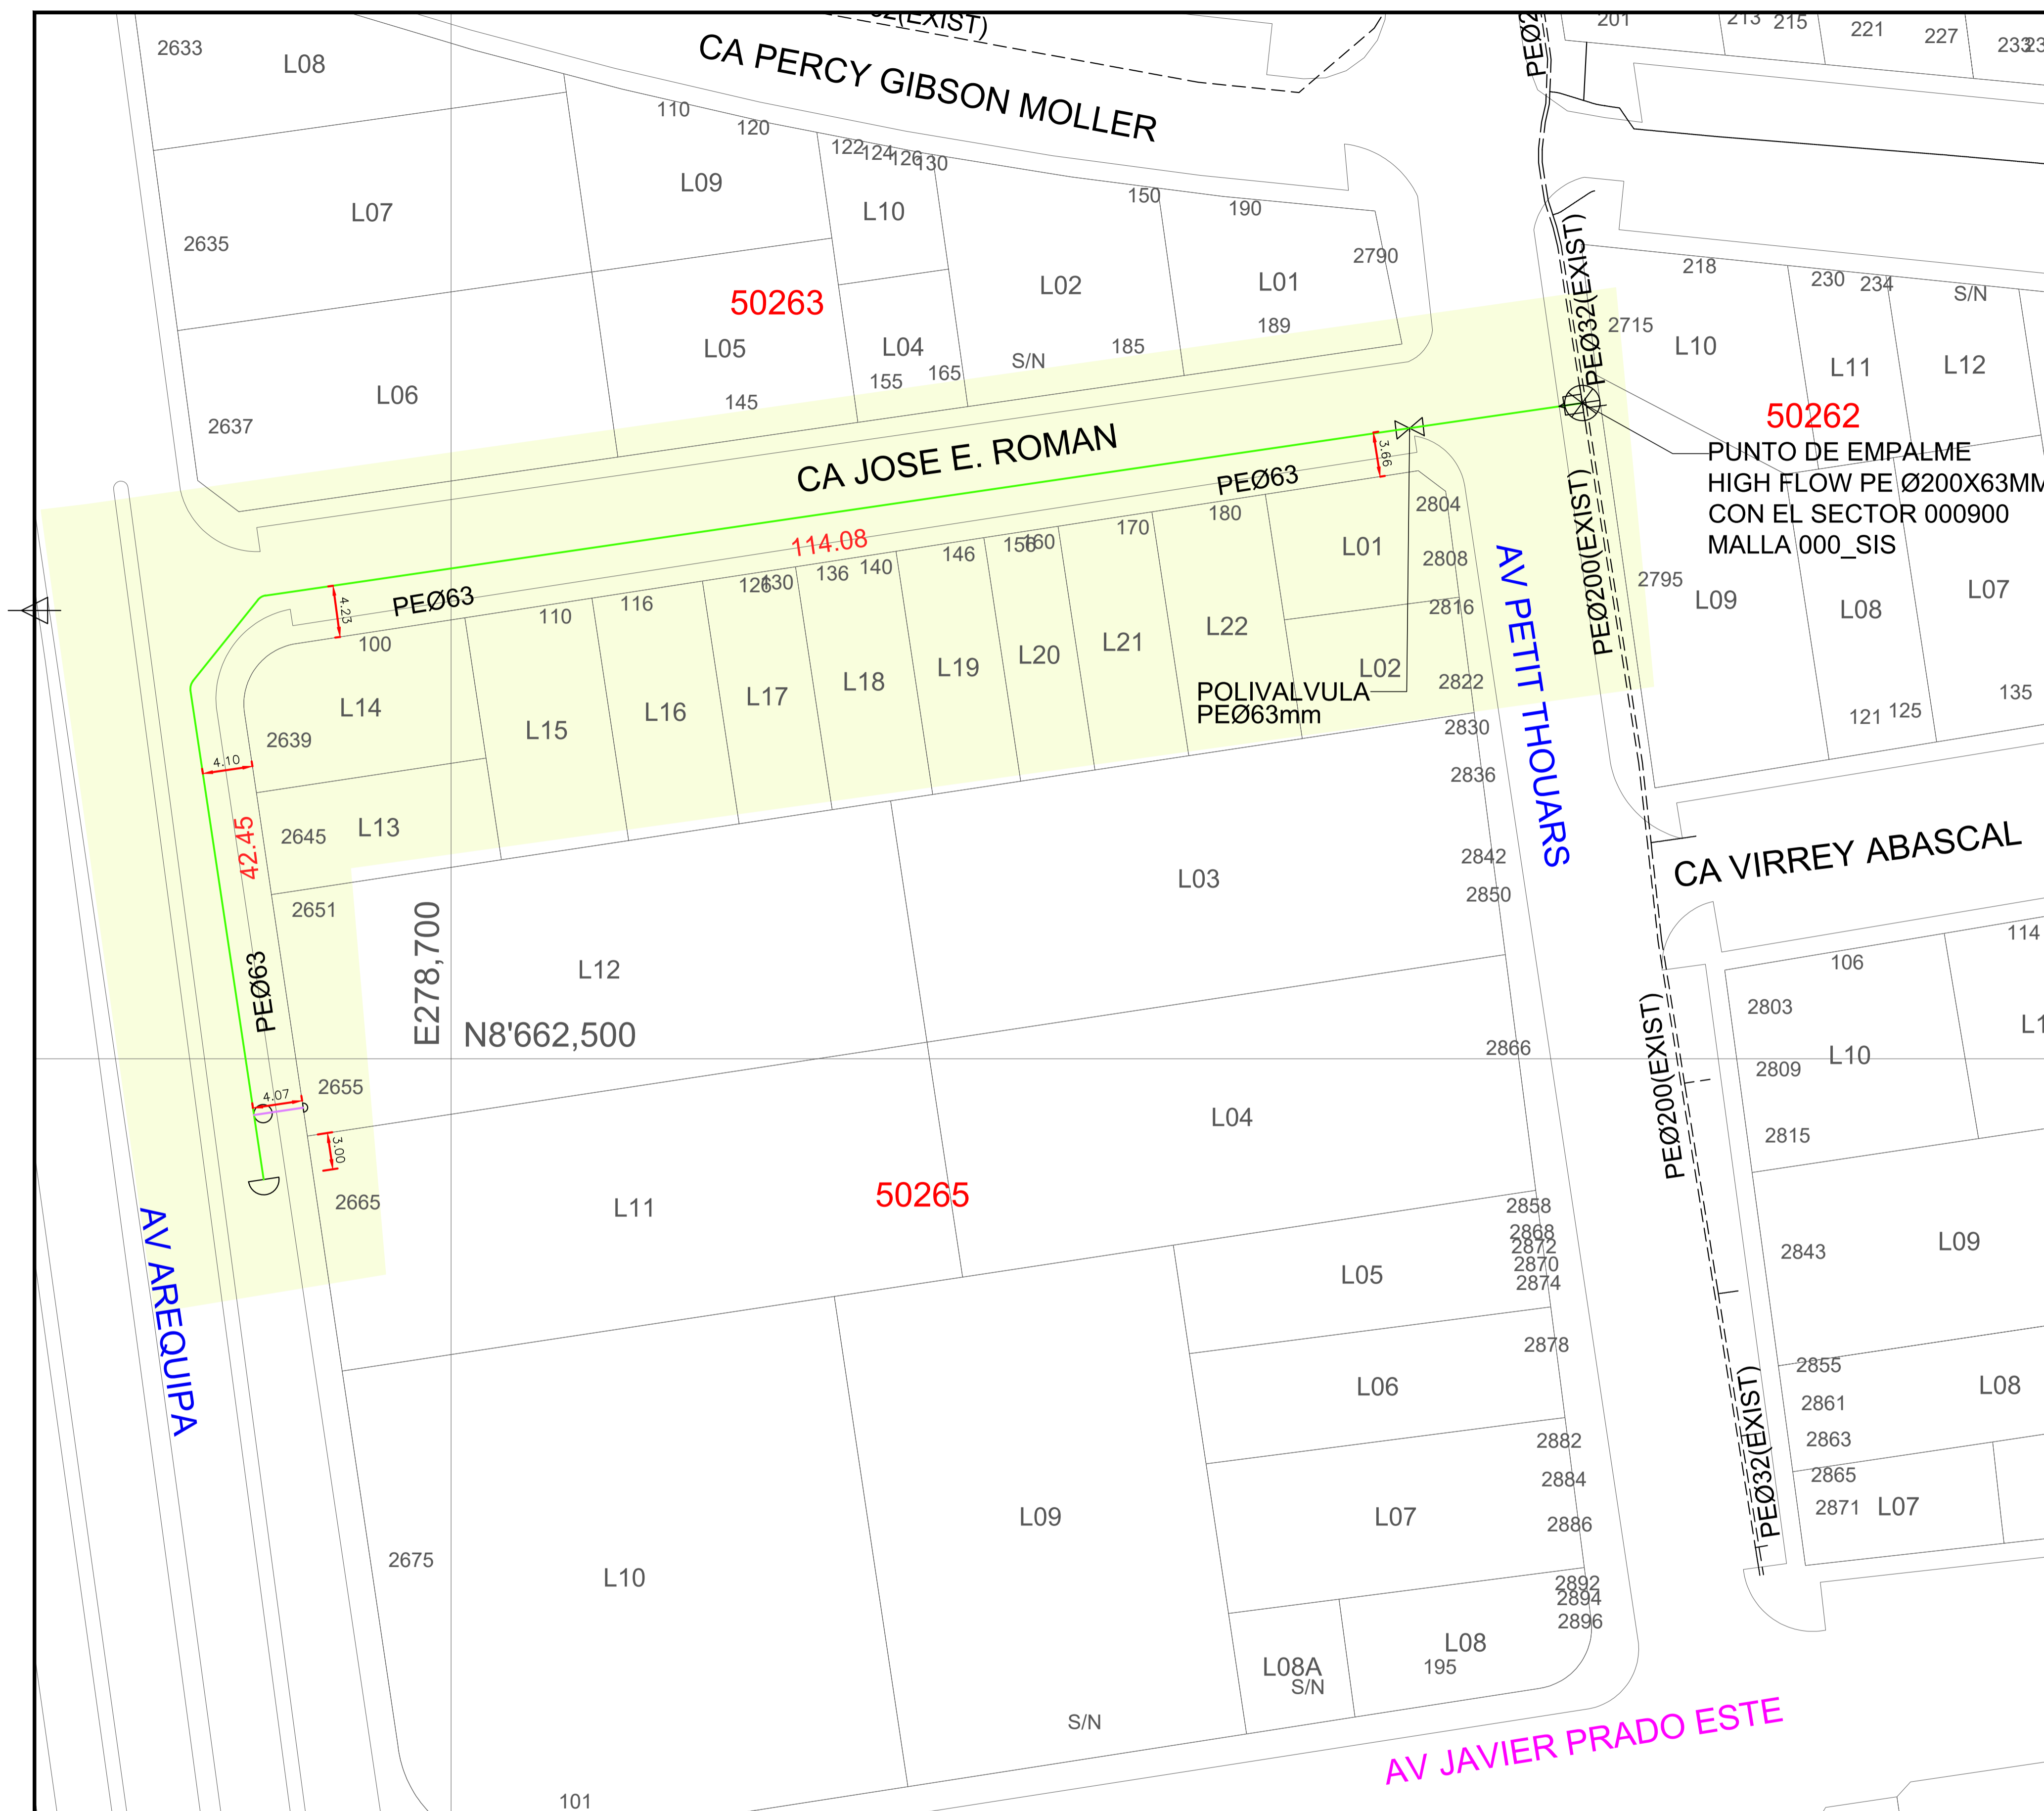 2633
L08
32(EXIST)
CA PERCY GIBSON MOLLER
201
213
215
221
227
233
110
120
122
124
126
130
L07
L09
L10
150
190
2635
2790
L02
L01
50263
189
185
S/N
L05
L04
165
155
145
L06
2637
PEØ32(EXIST)
218
230
234
S/N
2715
L10
L11
L12
50262
PUNTO DE EMPALME
HIGH FLOW PE Ø200X63MM
CON EL SECTOR 000900
MALLA 000_SIS
CA JOSE E. ROMAN
PEØ63
3.66
114.08
PEØ63
4.23
100
110
116
126
130
136
140
146
156
160
170
180
2804
L01
2808
2816
L02
2822
L14
L15
L16
L17
L18
L19
L20
L21
L22
POLIVALVULA
PEØ63mm
AV PETIT THOUARS
PEØ200(EXIST)
2795
L09
L08
L07
121
125
135
2639
4.10
42.45
2645
L13
2651
2830
2836
2842
2850
L03
CA VIRREY ABASCAL
PEØ63
E278,700
N8'662,500
L12
2866
106
114
2803
L10
2809
2815
PEØ200(EXIST)
2655
4.07
3.00
2665
L11
L04
50265
AV AREQUIPA
2858
2868
2872
2870
2874
L05
2843
L09
2878
L06
2855
2861
2863
2865
2871
L08
L07
PEØ32(EXIST)
2882
2884
2886
L07
L09
2675
L10
2892
2894
2896
L08
195
L08A
S/N
S/N
101
AV JAVIER PRADO ESTE